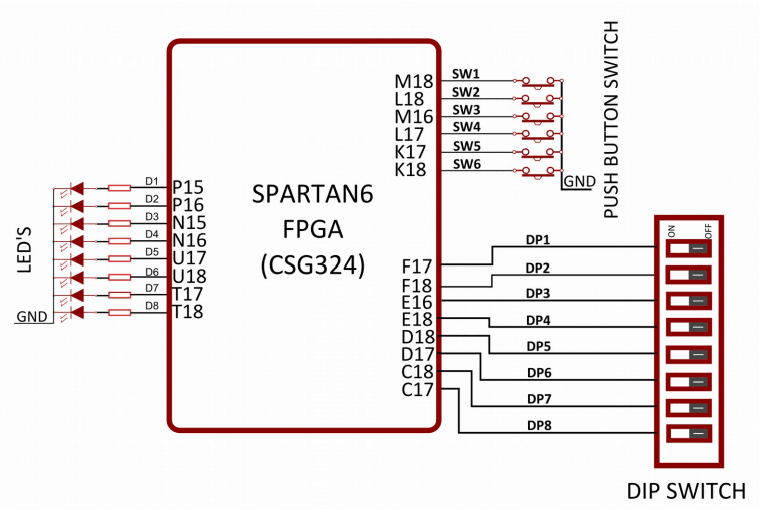 M18 SW1
L18 SW2
M16 SW3
L17 SW4
K17 SW5
K18 SW6
GND
PUSH BUTTON SWITCH
LED'S
D1 P15
D2 P16
D3 N15
D4 N16
D5 U17
D6 U18
D7 T17
D8 T18
GND
SPARTAN6
FPGA
(CSG324)
F17 DP1
F18 DP2
E16 DP3
E18 DP4
D18 DP5
D17 DP6
C18 DP7
C17 DP8
ON OFF
DIP SWITCH